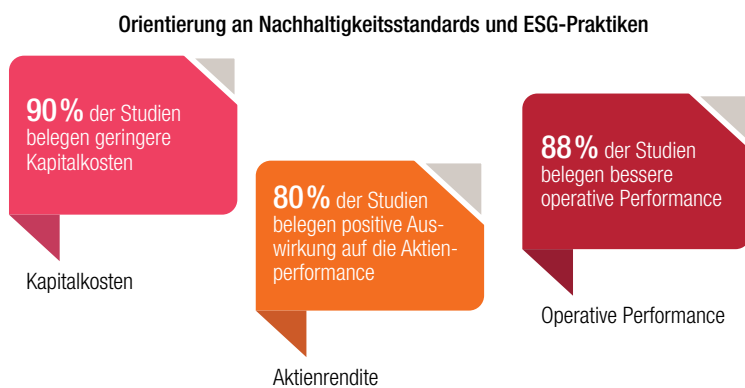 Orientierung an Nachhaltigkeitsstandards und ESG-Praktiken
90 % der Studien
belegen geringere
Kapitalkosten
Kapitalkosten
80 % der Studien
belegen positive Aus-
wirkung auf die Aktien-
performance
Aktienrendite
88 % der Studien
belegen bessere
operative Performance
Operative Performance